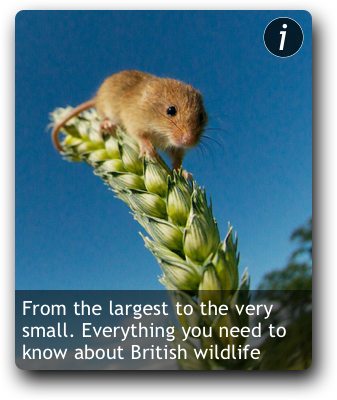 i
From the largest to the very
small. Everything you need to
know about British wildlife